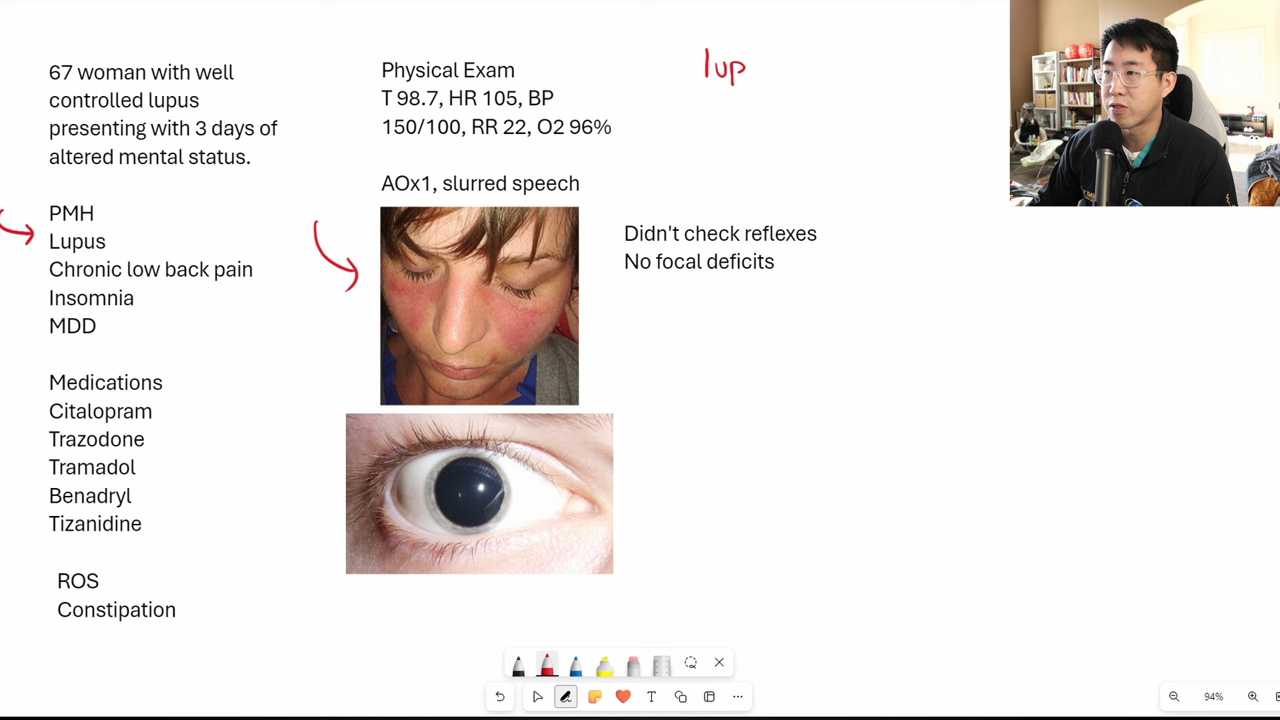 67 woman with well
controlled lupus
presenting with 3 days of
altered mental status.
PMH
Lupus
Chronic low back pain
Insomnia
MDD
Medications
Citalopram
Trazodone
Tramadol
Benadryl
Tizanidine
ROS
Constipation
Physical Exam
T 98.7, HR 105, BP
150/100, RR 22, O2 96%
AOx1, slurred speech
Didn't check reflexes
No focal deficits
lup
T
94%